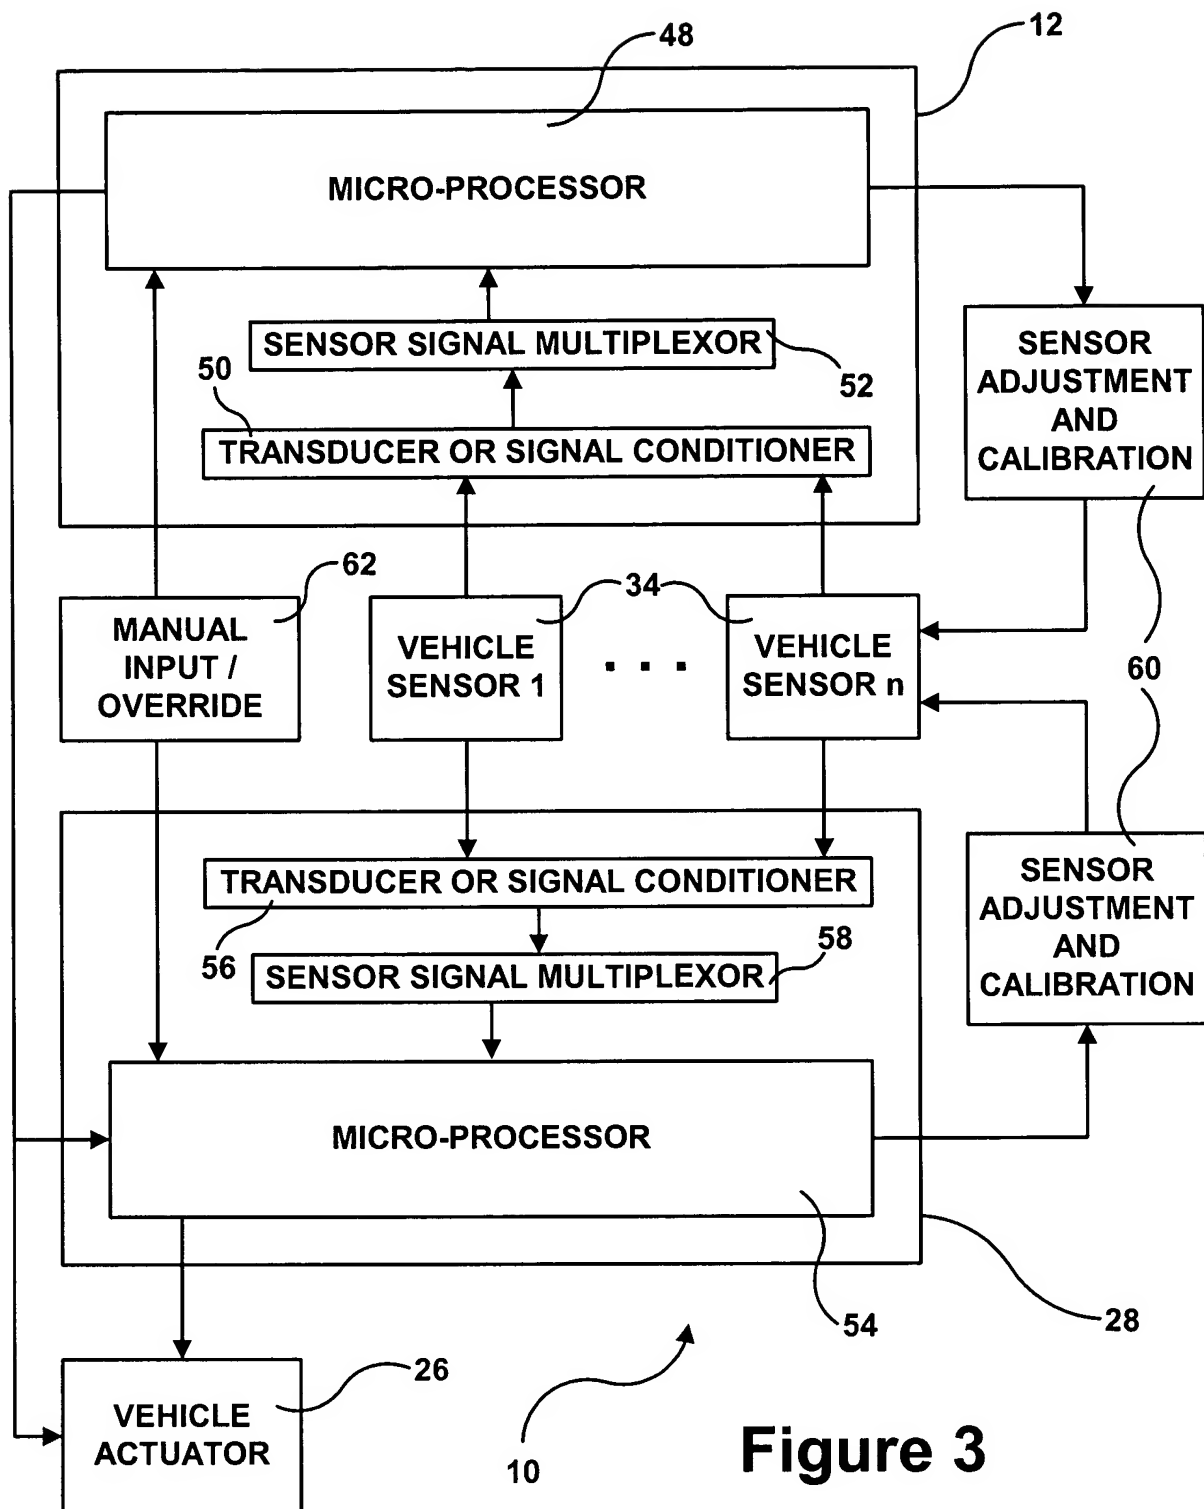 48
12
MICRO-PROCESSOR
SENSOR SIGNAL MULTIPLEXOR
52
50
TRANSDUCER OR SIGNAL CONDITIONER
SENSOR
ADJUSTMENT
AND
CALIBRATION
62
34
MANUAL
INPUT /
OVERRIDE
VEHICLE
SENSOR 1
. . .
VEHICLE
SENSOR n
60
TRANSDUCER OR SIGNAL CONDITIONER
56
SENSOR SIGNAL MULTIPLEXOR
58
SENSOR
ADJUSTMENT
AND
CALIBRATION
MICRO-PROCESSOR
54
28
26
VEHICLE
ACTUATOR
10
Figure 3